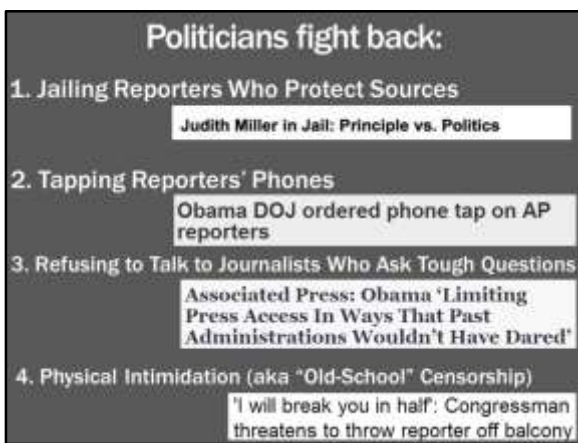 Politicians fight back:
1. Jailing Reporters Who Protect Sources
Judith Miller in Jail: Principle vs. Politics
2. Tapping Reporters' Phones
Obama DOJ ordered phone tap on AP
reporters
3. Refusing to Talk to Journalists Who Ask Tough Questions
Associated Press: Obama 'Limiting
Press Access In Ways That Past
Administrations Wouldn't Have Dared'
4. Physical Intimidation (aka "Old-School" Censorship)
'I will break you in half': Congressman
threatens to throw reporter off balcony